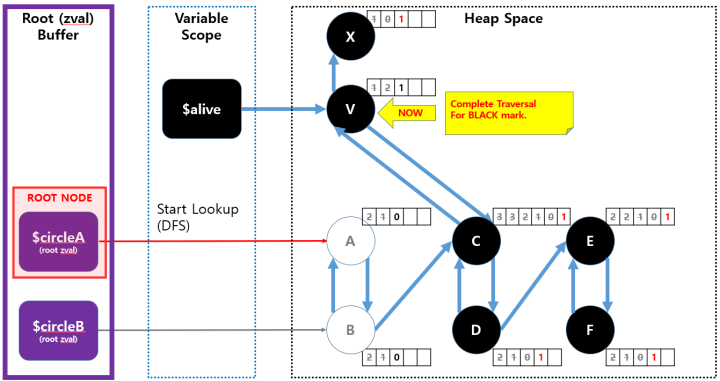 Root (zval)
Buffer
Variable
Scope
Heap Space
X
1 0 1
$alive
V
1 2 1
NOW
Complete Traversal
For BLACK mark.
ROOT NODE
$circleA
(root zval)
Start Lookup
(DFS)
A
2 1 0
C
3 3 2 1 0 1
E
2 2 1 0 1
$circleB
(root zval)
B
2 1 0
D
2 1 0 1
F
2 1 0 1